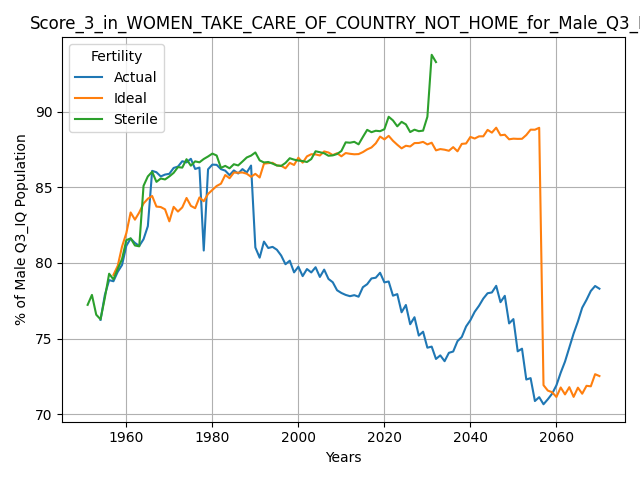 Score_3_in_WOMEN_TAKE_CARE_OF_COUNTRY_NOT_HOME_for_Male_Q3_I
Fertility
Actual
Ideal
Sterile
% of Male Q3_IQ Population
90
85
80
75
70
1960 1980 2000 2020 2040 2060
Years